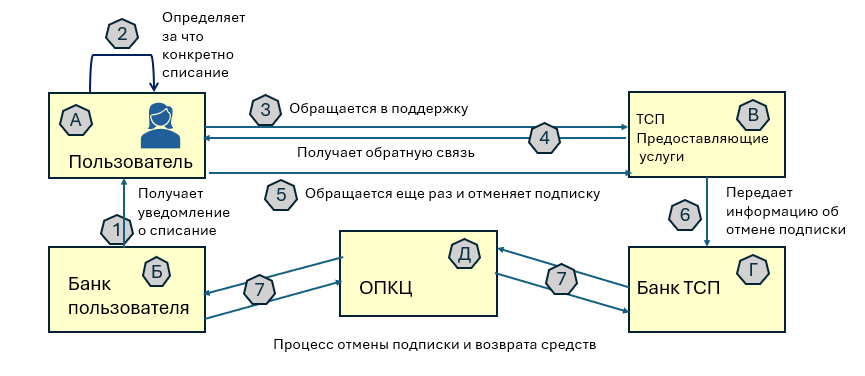 2
Определяет
за что
конкретно
списание
А
Пользователь
3
Обращается в поддержку
4
Получает обратную связь
5
Обращается еще раз и отменяет подписку
В
ТСП
Предоставляющие
услуги
1
Получает
уведомление
о списание
6
Передает
информацию об
отмене подписки
Б
Банк
пользователя
7
Д
ОПКЦ
7
Г
Банк ТСП
Процесс отмены подписки и возврата средств